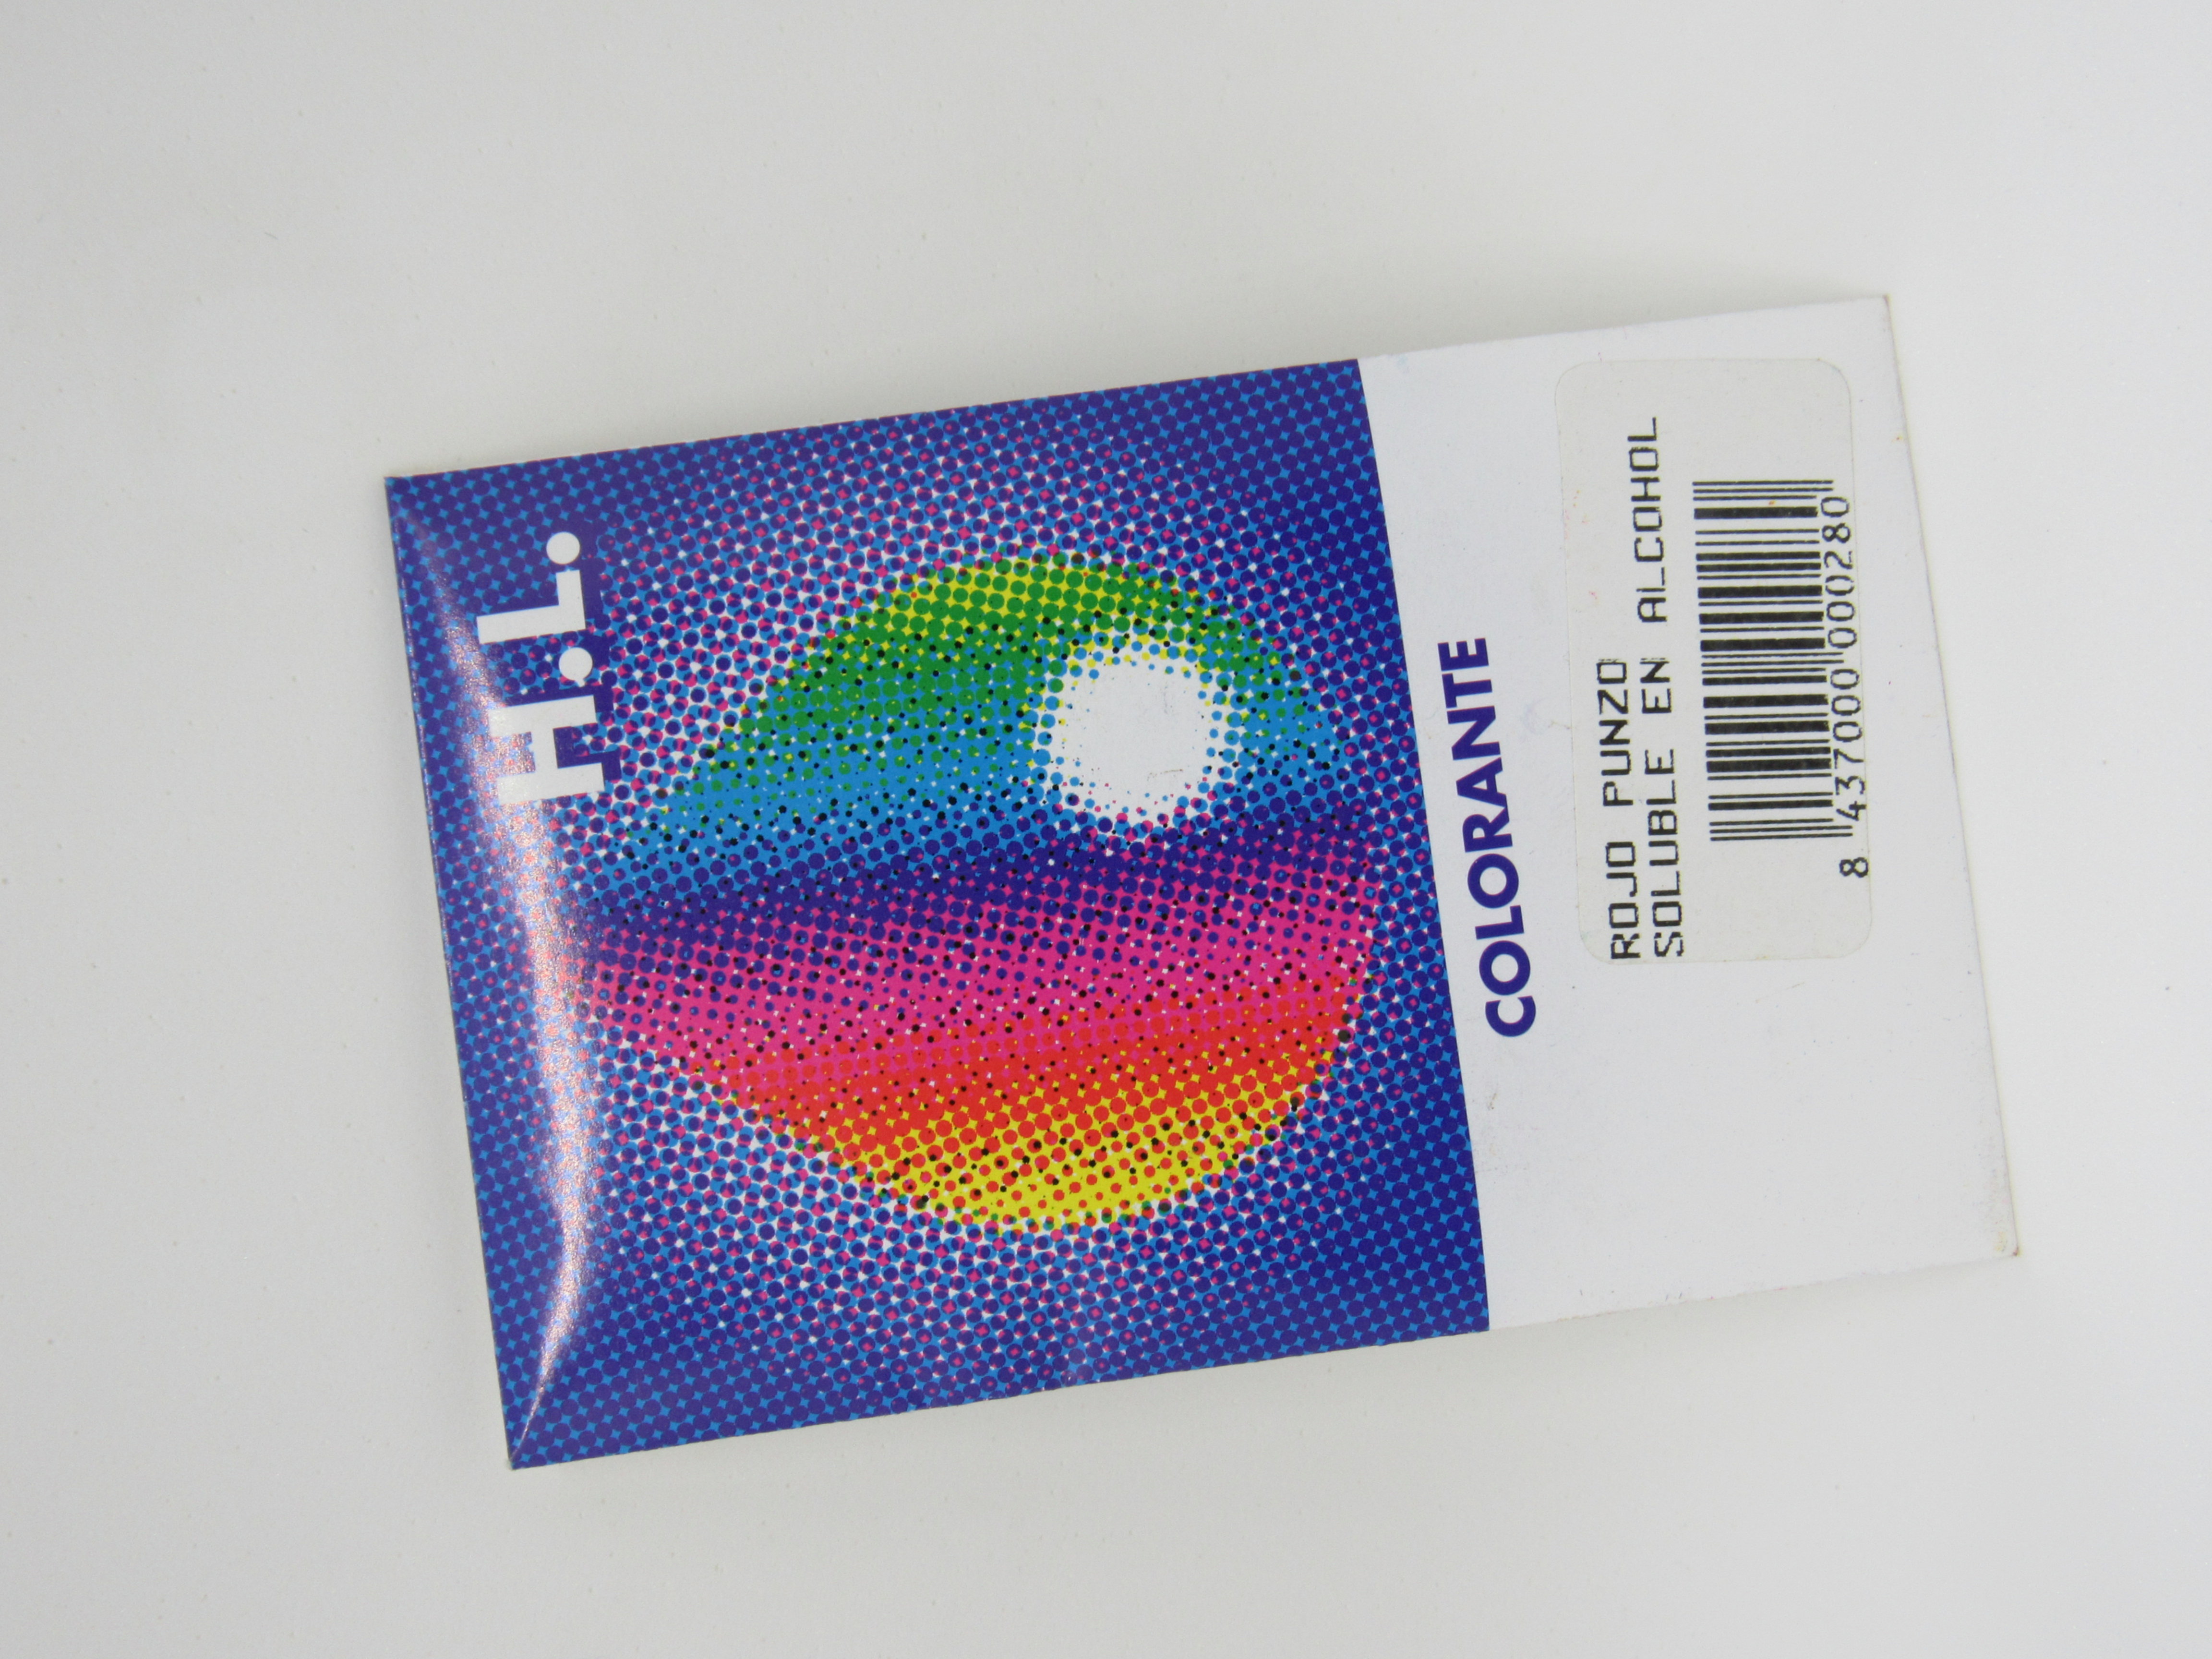 H.L.
COLORANTE
ROJO PUNZO
SOLUBLE EN ALCOHOL
8 437000 000280